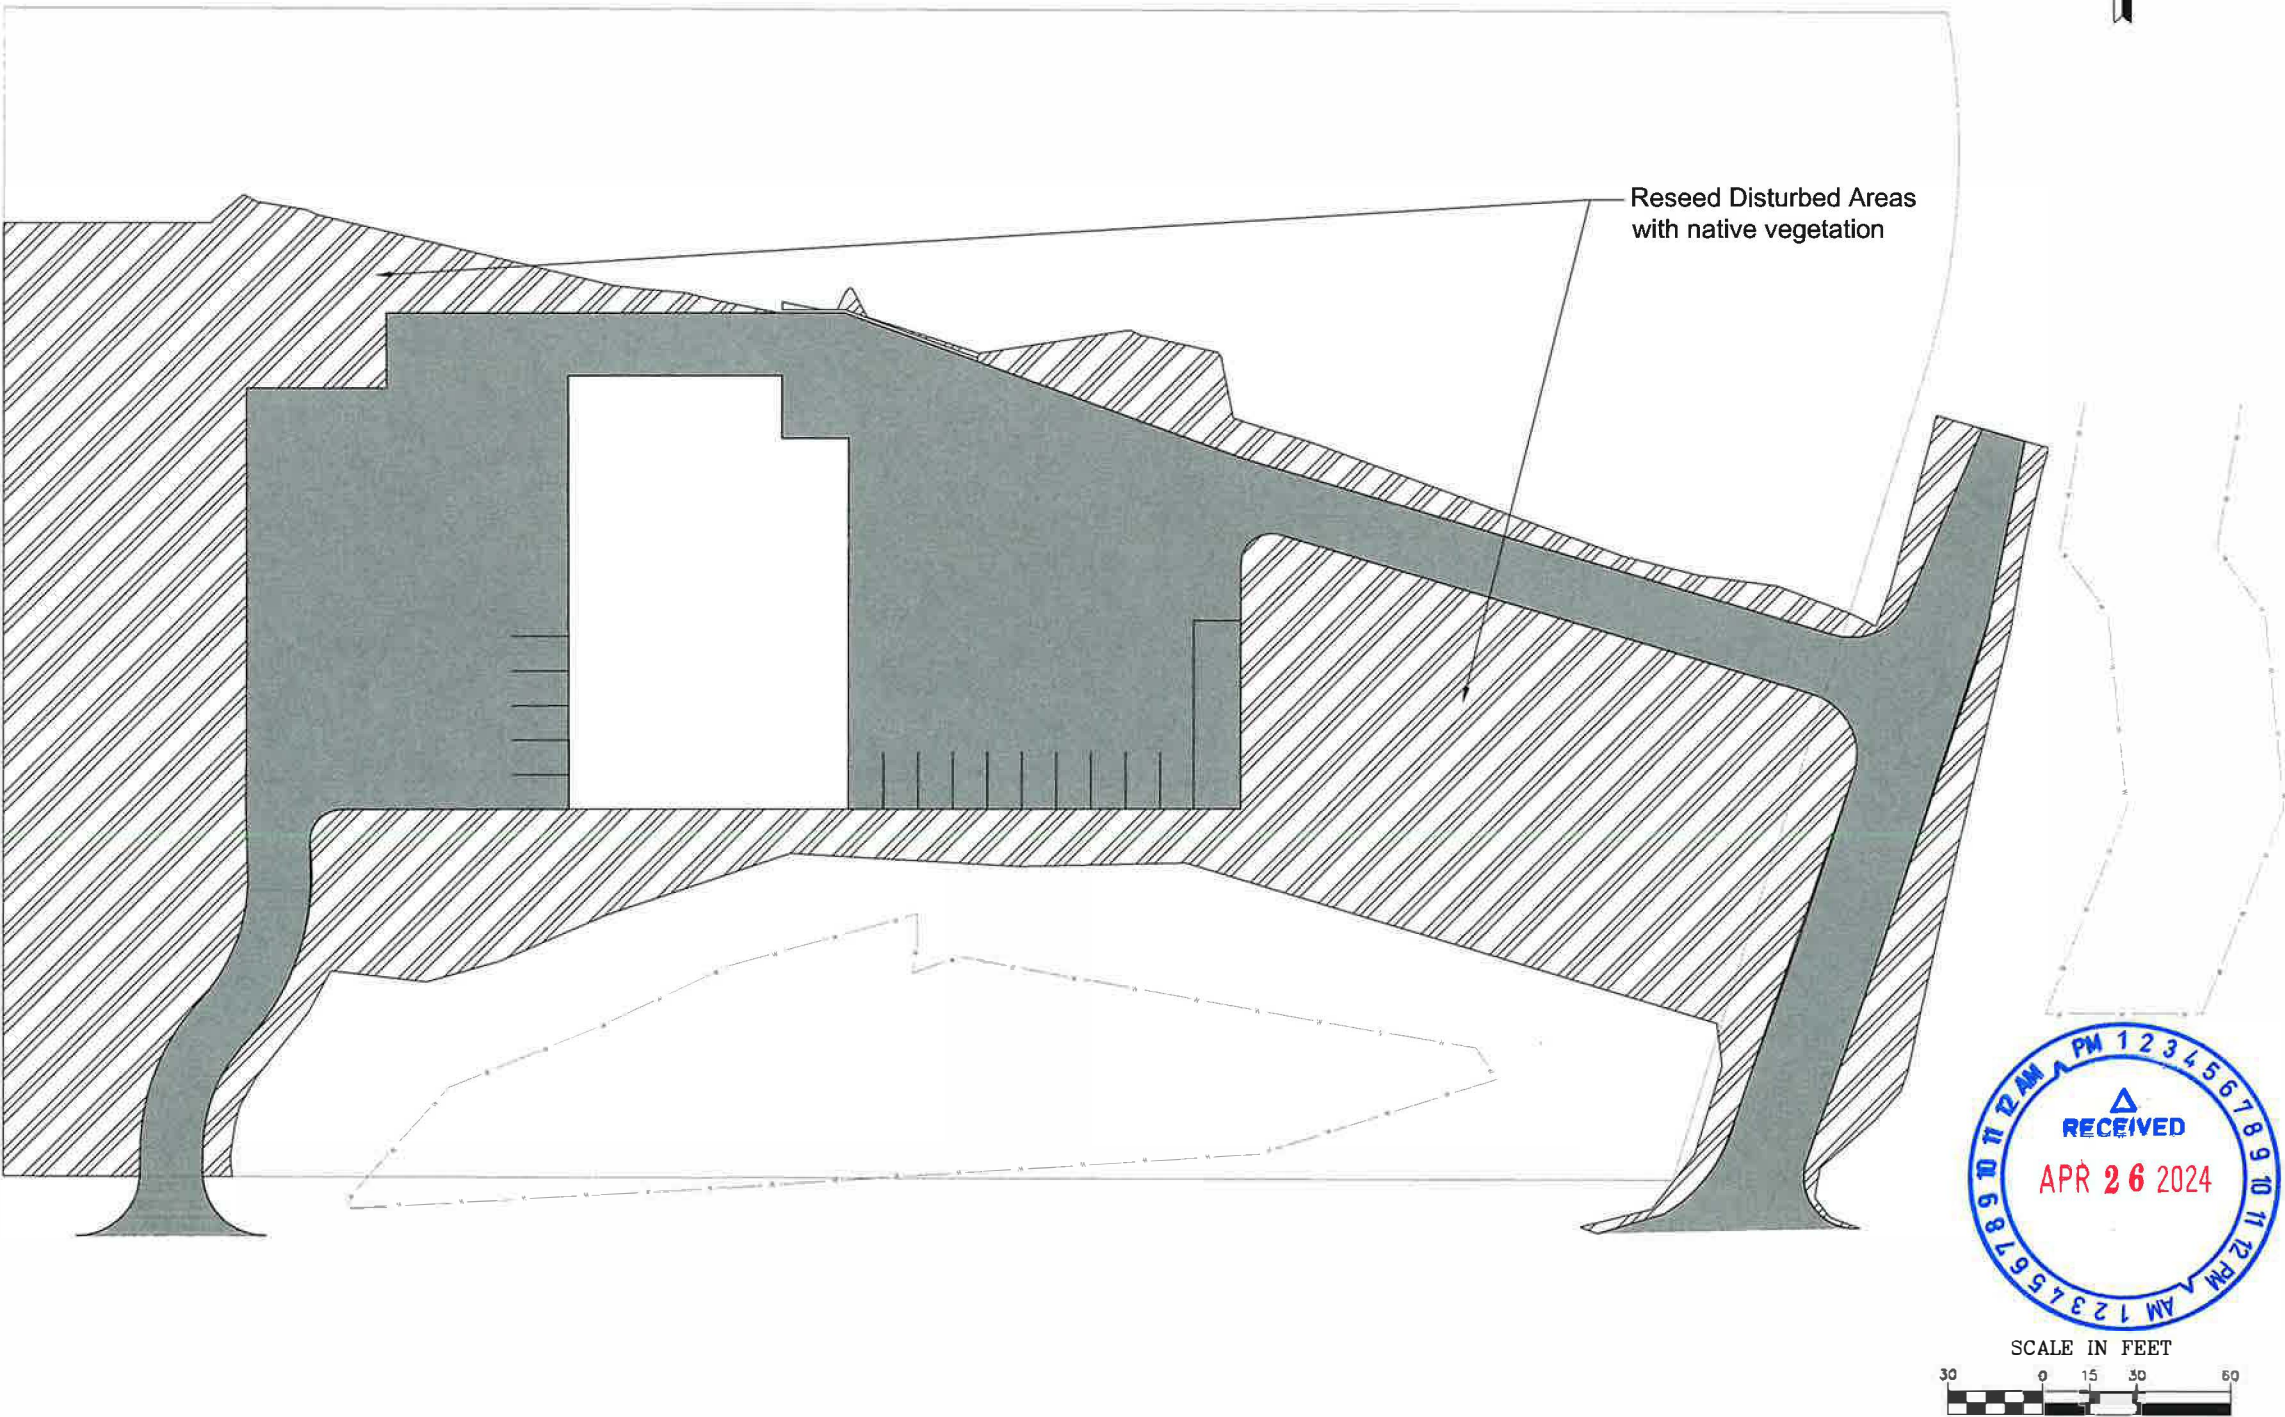 Reseed Disturbed Areas
with native vegetation
PM 1 2 3 4 5 6 7 8 9 10 11 12 PM
AM 1 2 3 4 5 6 7 8 9 10 11 12 AM
RECEIVED
APR 26 2024
SCALE IN FEET
30 0 15 30 60